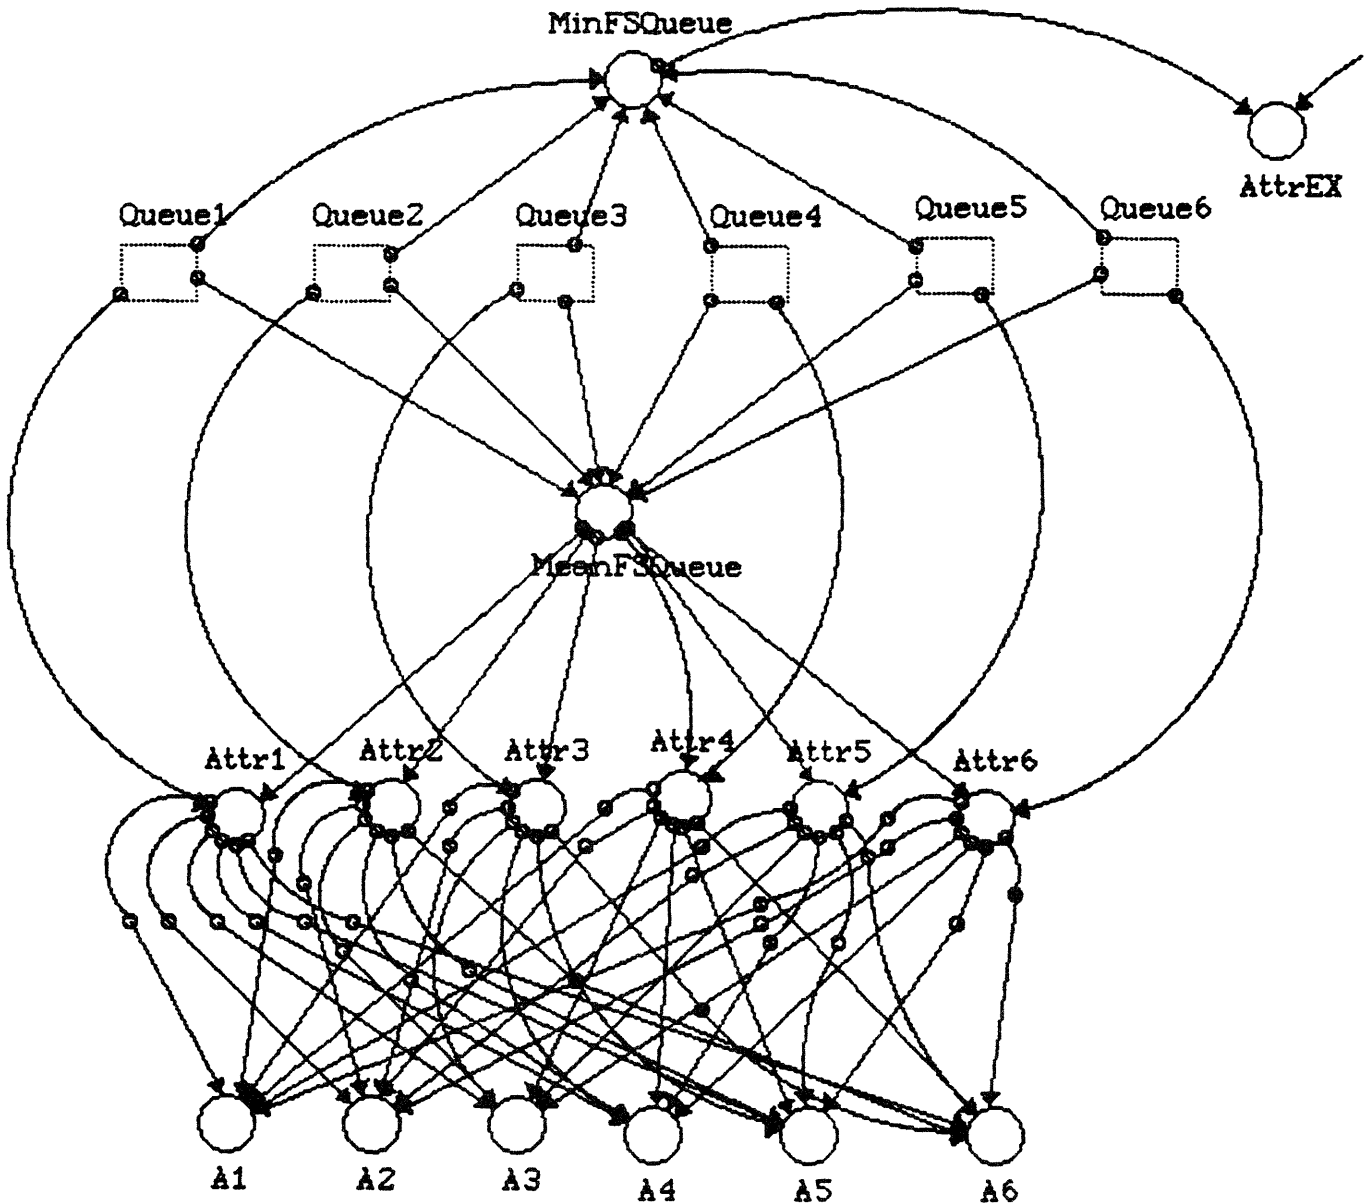 MinFSQueue
AttrEX
Queue1 Queue2 Queue3 Queue4 Queue5 Queue6
MeanFSQueue
Attr1 Attr2 Attr3 Attr4 Attr5 Attr6
A1 A2 A3 A4 A5 A6